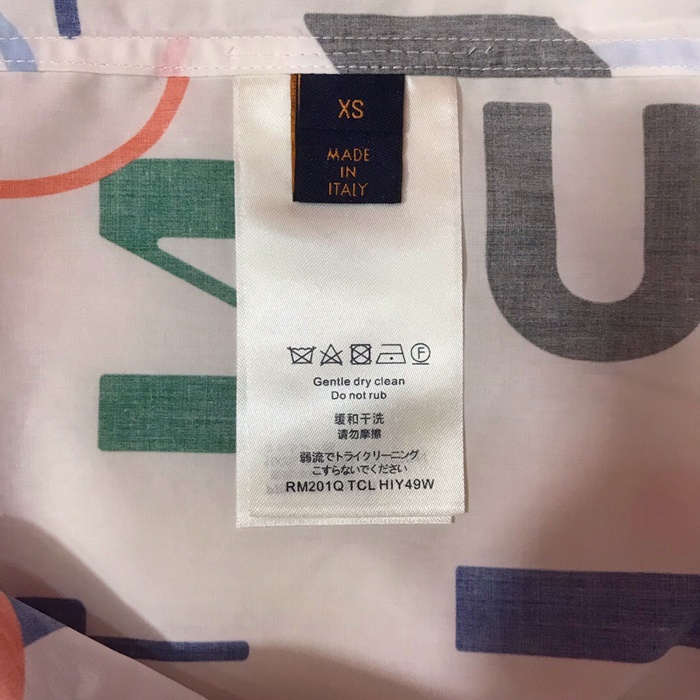 XS
MADE
IN
ITALY
F
Gentle dry clean
Do not rub
缓和干洗
请勿摩擦
弱流でトライクリーニング
こすらないでください
RM201Q TCL HIY49W
U